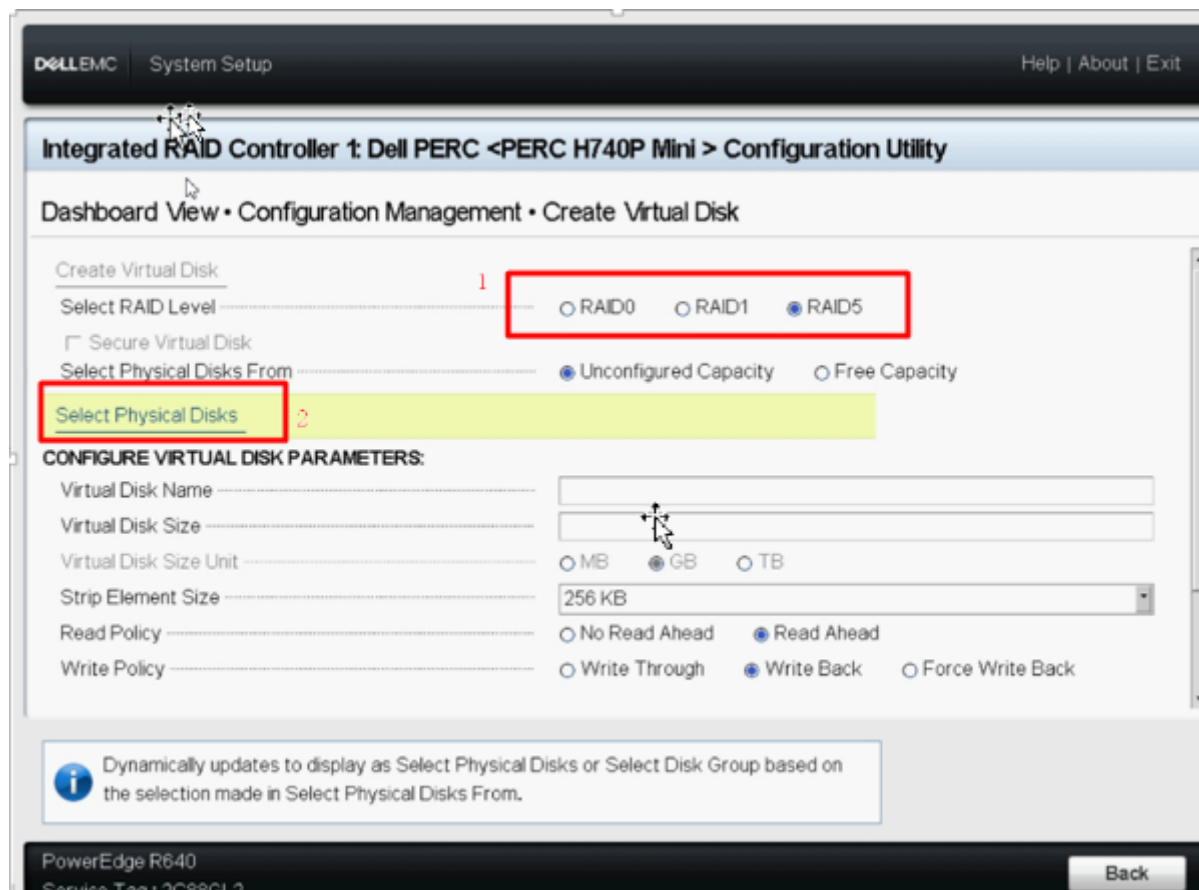 DELLEMC System Setup Help | About | Exit
Integrated RAID Controller 1: Dell PERC <PERC H740P Mini > Configuration Utility
Dashboard View • Configuration Management • Create Virtual Disk
Create Virtual Disk
1
Select RAID Level RAID0 RAID1 RAID5
Secure Virtual Disk
Select Physical Disks From Unconfigured Capacity Free Capacity
Select Physical Disks 2
CONFIGURE VIRTUAL DISK PARAMETERS:
Virtual Disk Name
Virtual Disk Size
Virtual Disk Size Unit MB GB TB
Strip Element Size 256 KB
Read Policy No Read Ahead Read Ahead
Write Policy Write Through Write Back Force Write Back
Dynamically updates to display as Select Physical Disks or Select Disk Group based on
the selection made in Select Physical Disks From.
PowerEdge R640
Back
Service Tag :